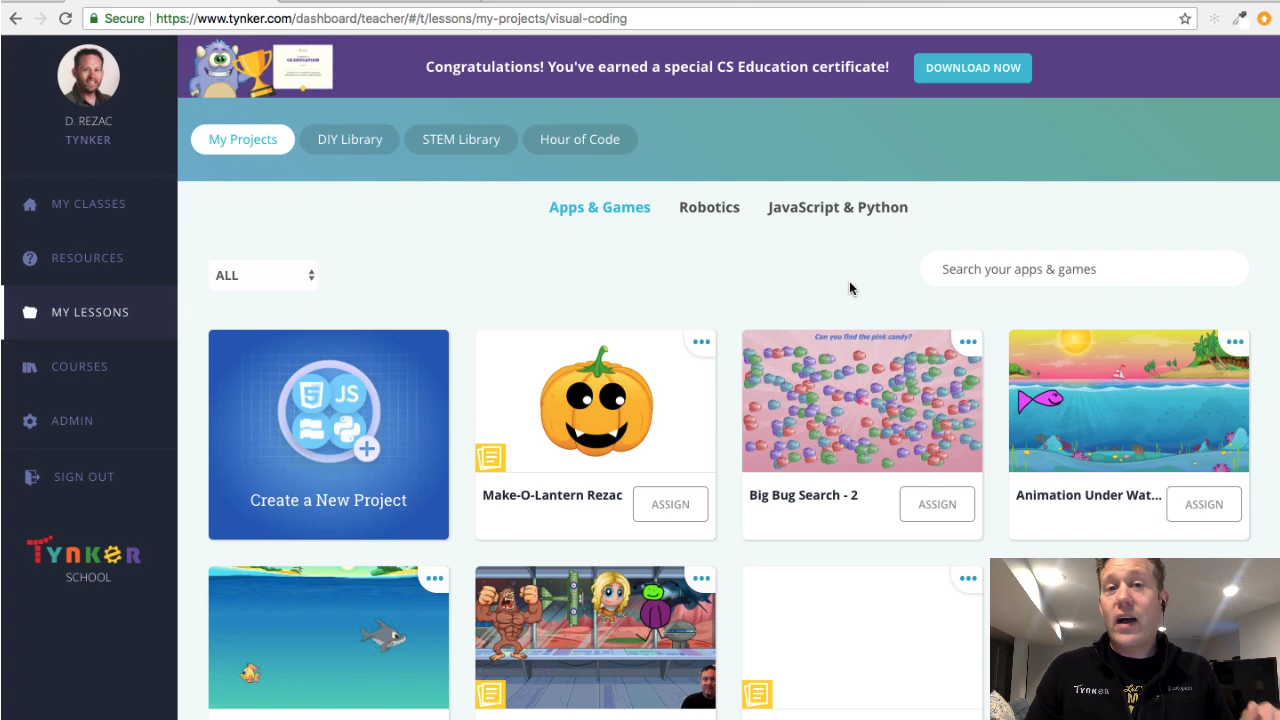 Secure
https://www.tynker.com/dashboard/teacher/#/t/lessons/my-projects/visual-coding
CS EDUCATION
Congratulations! You've earned a special CS Education certificate!
DOWNLOAD NOW
D. REZAC
TYNKER
My Projects
DIY Library
STEM Library
Hour of Code
MY CLASSES
RESOURCES
MY LESSONS
COURSES
ADMIN
SIGN OUT
TYNKER
SCHOOL
Apps & Games
Robotics
JavaScript & Python
ALL
Search your apps & games
JS
Create a New Project
Make-O-Lantern Rezac
ASSIGN
Can you find the pink candy?
Big Bug Search - 2
ASSIGN
Animation Under Wat...
ASSIGN
Tynker